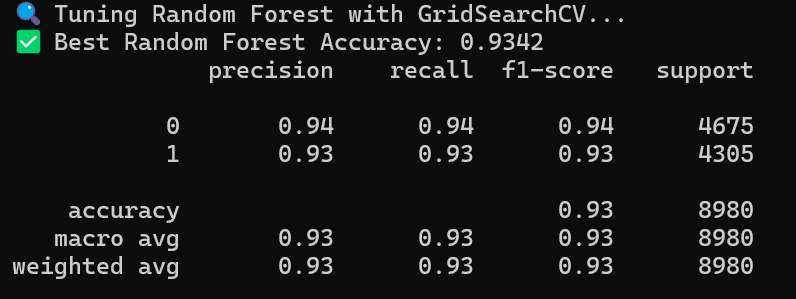 🔍 Tuning Random Forest with GridSearchCV...
✅ Best Random Forest Accuracy: 0.9342
precision recall f1-score support
0 0.94 0.94 0.94 4675
1 0.93 0.93 0.93 4305
accuracy 0.93 8980
macro avg 0.93 0.93 0.93 8980
weighted avg 0.93 0.93 0.93 8980